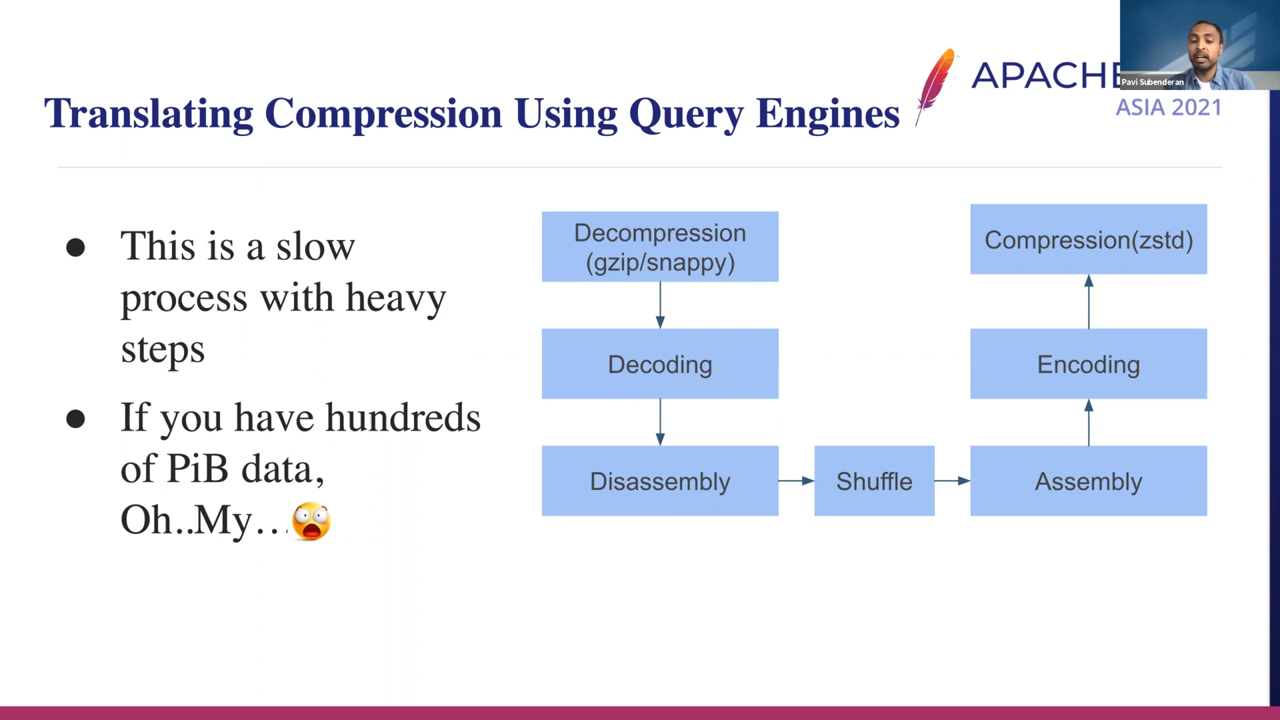 APACHE
Pavi Subenderan
ASIA 2021
Translating Compression Using Query Engines
● This is a slow
process with heavy
steps
● If you have hundreds
of PiB data,
Oh..My…😱
Decompression
(gzip/snappy)
Decoding
Disassembly
Shuffle
Assembly
Encoding
Compression(zstd)